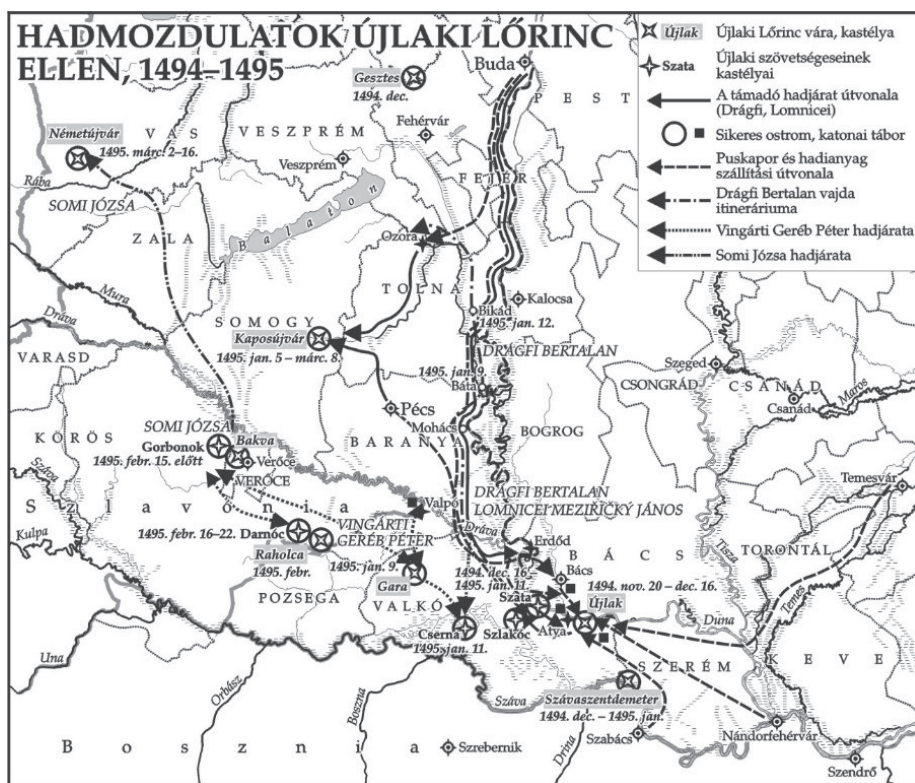 HADMOZDULATOK ÚJLAKI LŐRINC
ELLEN, 1494–1495
Újlak
Újlaki Lőrinc vára, kastélya
Szata
Újlaki szövetségeseinek
kastélyai
A támadó hadjárat útvonala
(Drágfi, Lomnicei)
Sikeres ostrom, katonai tábor
Puskapor és hadianyag
szállítási útvonala
Drágfi Bertalan vajda
itineráriuma
Vingárti Geréb Péter hadjárata
Somi Józsa hadjárata
Buda
PEST
Gesztes
1494. dec.
Fehérvár
Németújvár
VAS
VESZPRÉM
1495. márc. 2–16.
Veszprém
FEJÉR
Rába
SOMI JÓZSA
Balaton
ZALA
Ozora
TOLNA
Mura
Kalocsa
Bikád
1495. jan. 12.
Dráva
SOMOGY
Kaposújvár
1495. jan. 5 – márc. 8.
DRÁGFI BERTALAN
VARASD
1495. jan. 9.
Báta
Szeged
CSONGRÁD
CSANÁD
Csanád
Maros
Pécs
Mohács
BARANYA
BOGROG
KÖRÖS
SOMI JÓZSA
Gorbonok
Bakva
1495. febr. 15. előtt
Verőce
VERŐCE
Temesvár
Száva
Szlavónia
Kulpa
Valpó
DRÁGFI BERTALAN
LOMNICEI MEZIRICKÝ JÁNOS
Dráva
Erdőd
Tisza
TORONTÁL
1495. febr. 16–22.
Darnóc
VINGÁRTI
GERÉB PÉTER
Raholca
1495. febr.
1495. jan. 9.
Gara
1494. dec. 16
1495. jan. 11.
BÁCS
Bács
1494. nov. 20 – dec. 16.
Temes
POZSEGA
VALKÓ
Szata
Újlak
Duna
Cserna
1495. jan. 11.
Szlakóc
Atya
SZERÉM
KEVE
Una
Orbász
Boszna
Száva
Szávaszentdemeter
1494. dec. – 1495. jan.
Drina
Szabács
Nándorfehérvár
Bosznia
Szrebernik
Szendrő